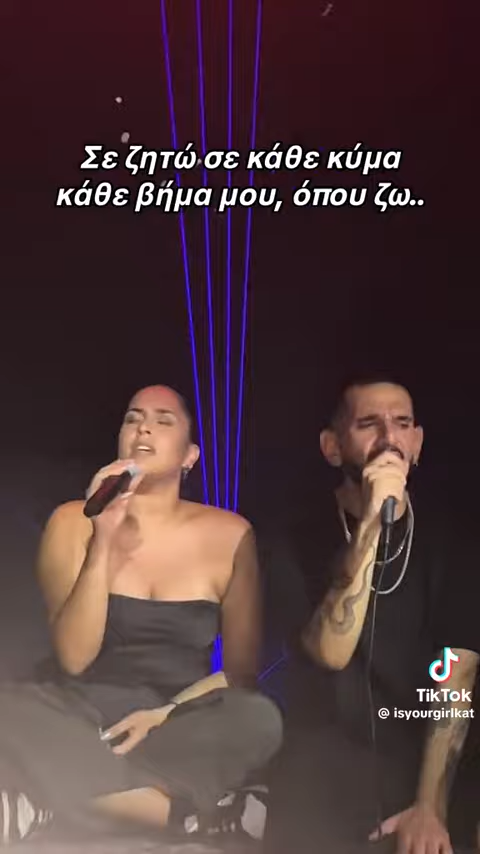 Σε ζητώ σε κάθε κύμα
κάθε βήμα μου, όπου ζω..
TikTok
@ isyourgirlkat